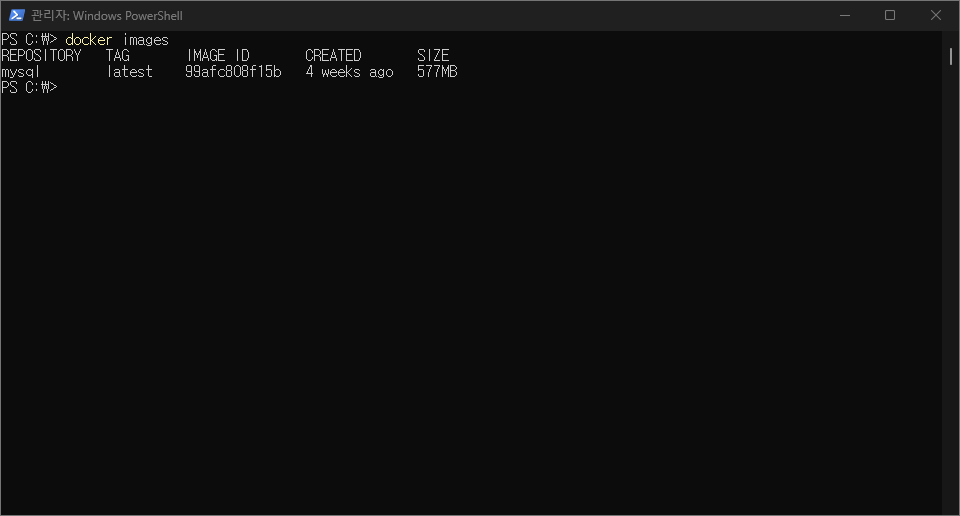 관리자: Windows PowerShell
PS C:₩> docker images
REPOSITORY   TAG       IMAGE ID       CREATED       SIZE
mysql        latest    99afc808f15b   4 weeks ago   577MB
PS C:₩>